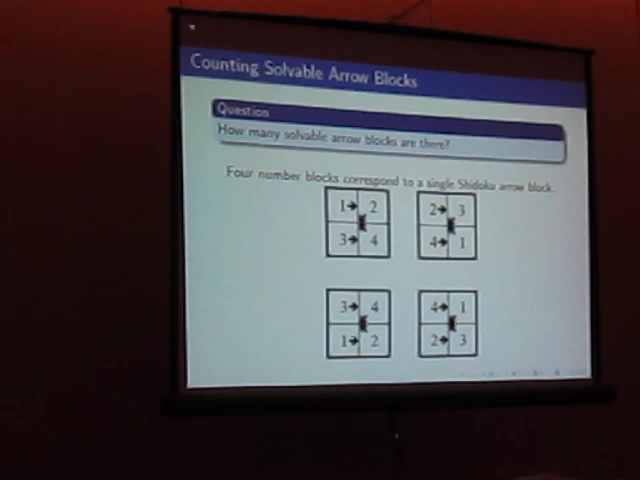 Counting Solvable Arrow Blocks
Question
How many solvable arrow blocks are there?
Four number blocks correspond to a single Shidoku arrow block.
1 2 2 3
3 4 4 1
3 4 4 1
1 2 2 3